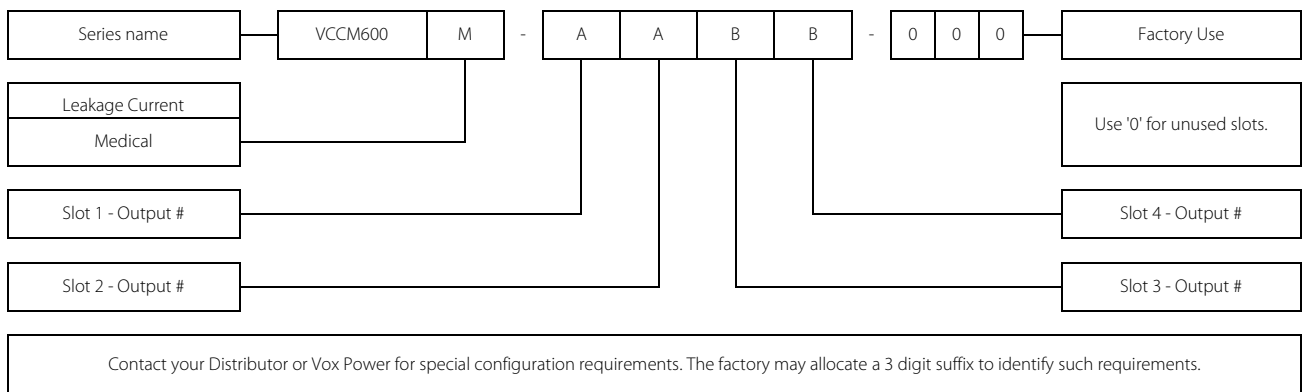 Series name VCCM600 M - A A B B - 0 0 0 Factory Use
Leakage Current
Medical
Use '0' for unused slots.
Slot 1 - Output # Slot 4 - Output #
Slot 2 - Output # Slot 3 - Output #
Contact your Distributor or Vox Power for special configuration requirements. The factory may allocate a 3 digit suffix to identify such requirements.